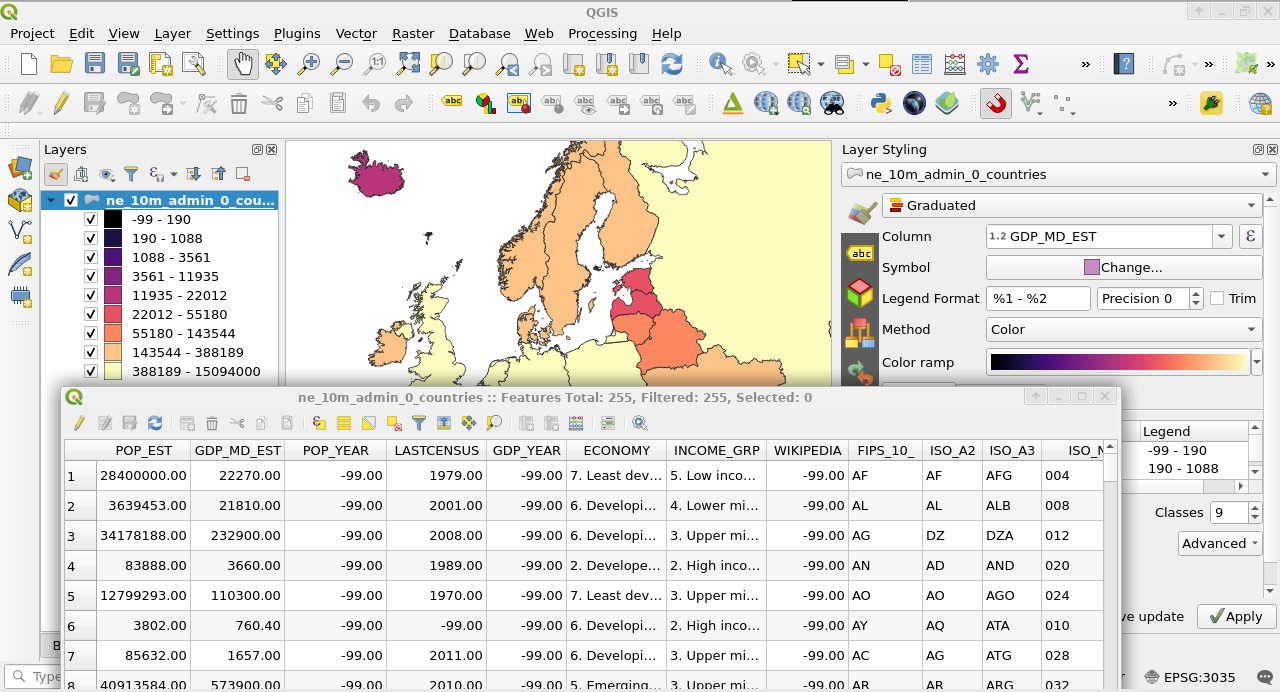 QGIS
Project Edit View Layer Settings Plugins Vector Raster Database Web Processing Help
1:1 » » »
abc abc abc abc abc abc abc »
Layers
Layer Styling
ne_10m_admin_0_countries
ne_10m_admin_0_cou...
Graduated
-99 - 190
190 - 1088
1088 - 3561
3561 - 11935
11935 - 22012
22012 - 55180
55180 - 143544
143544 - 388189
388189 - 15094000
abc
Column 1.2 GDP_MD_EST ε
Symbol Change...
Legend Format %1 - %2 Precision 0 Trim
Method Color
Color ramp
ne_10m_admin_0_countries :: Features Total: 255, Filtered: 255, Selected: 0
Legend
-99 - 190
190 - 1088
Classes 9
Advanced
ve update Apply
POP_EST GDP_MD_EST POP_YEAR LASTCENSUS GDP_YEAR ECONOMY INCOME_GRP WIKIPEDIA FIPS_10_ ISO_A2 ISO_A3 ISO_N
1 28400000.00 22270.00 -99.00 1979.00 -99.00 7. Least dev... 5. Low inco... -99.00 AF AF AFG 004
2 3639453.00 21810.00 -99.00 2001.00 -99.00 6. Developi... 4. Lower mi... -99.00 AL AL ALB 008
3 34178188.00 232900.00 -99.00 2008.00 -99.00 6. Developi... 3. Upper mi... -99.00 AG DZ DZA 012
4 83888.00 3660.00 -99.00 1989.00 -99.00 2. Develope... 2. High inco... -99.00 AN AD AND 020
5 12799293.00 110300.00 -99.00 1970.00 -99.00 7. Least dev... 3. Upper mi... -99.00 AO AO AGO 024
6 3802.00 760.40 -99.00 -99.00 -99.00 6. Developi... 2. High inco... -99.00 AY AQ ATA 010
7 85632.00 1657.00 -99.00 2011.00 -99.00 6. Developi... 3. Upper mi... -99.00 AC AG ATG 028
8 40913584.00 573900.00 -99.00 2010.00 -99.00 5. Emerging... 3. Upper mi... -99.00 AR AR ARG 032
B
Type
r EPSG:3035